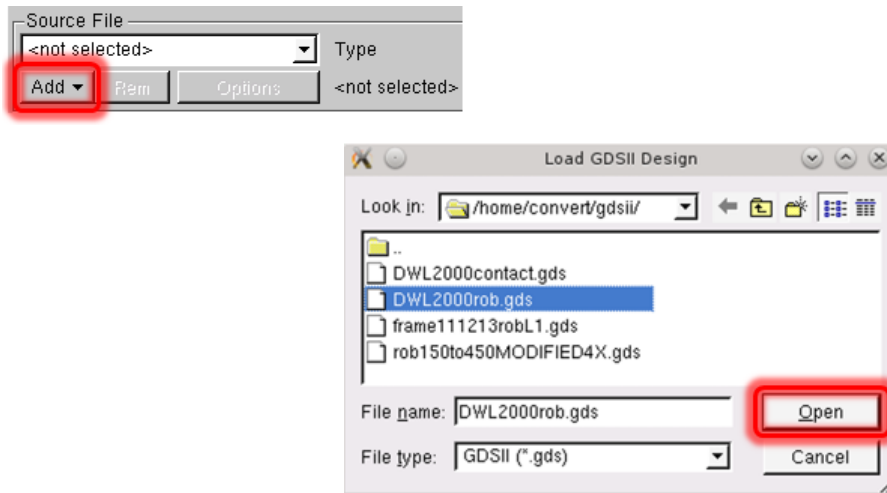 Source File
<not selected>
Type
Add
Rem
Options
<not selected>
Load GDSII Design
Look in:
/home/convert/gdsii/
..
DWL2000contact.gds
DWL2000rob.gds
frame111213robL1.gds
rob150to450MODIFIED4X.gds
File name:
DWL2000rob.gds
Open
File type:
GDSII (*.gds)
Cancel